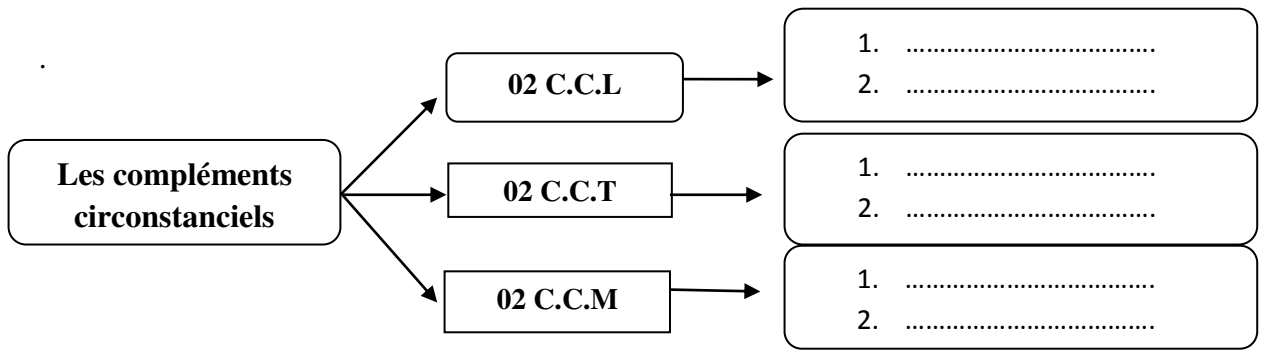 .
Les compléments
circonstanciels
02 C.C.L
1. ……………………………….
2. ……………………………….
02 C.C.T
1. ……………………………….
2. ……………………………….
02 C.C.M
1. ……………………………….
2. ……………………………….